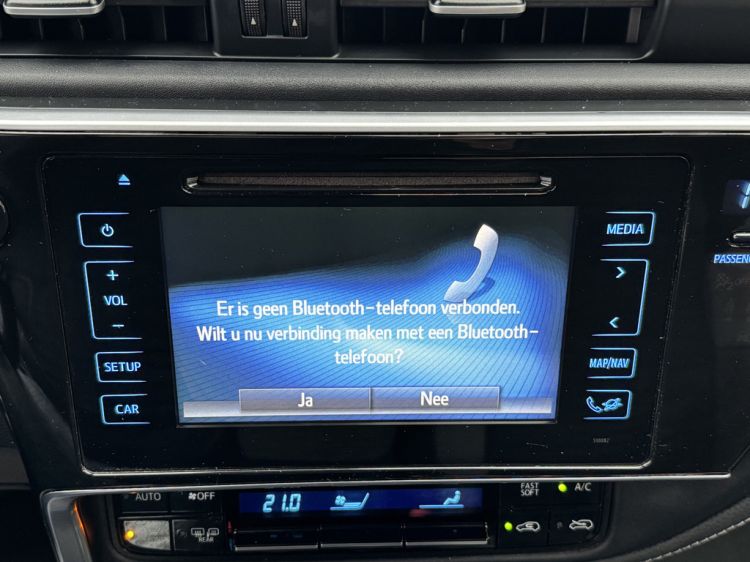 MEDIA
VOL
SETUP
CAR
MAP/NAV
Er is geen Bluetooth-telefoon verbonden.
Wilt u nu verbinding maken met een Bluetooth-
telefoon?
Ja
Nee
PASSENG
AUTO
OFF
REAR
21.0
FAST
SOFT
A/C